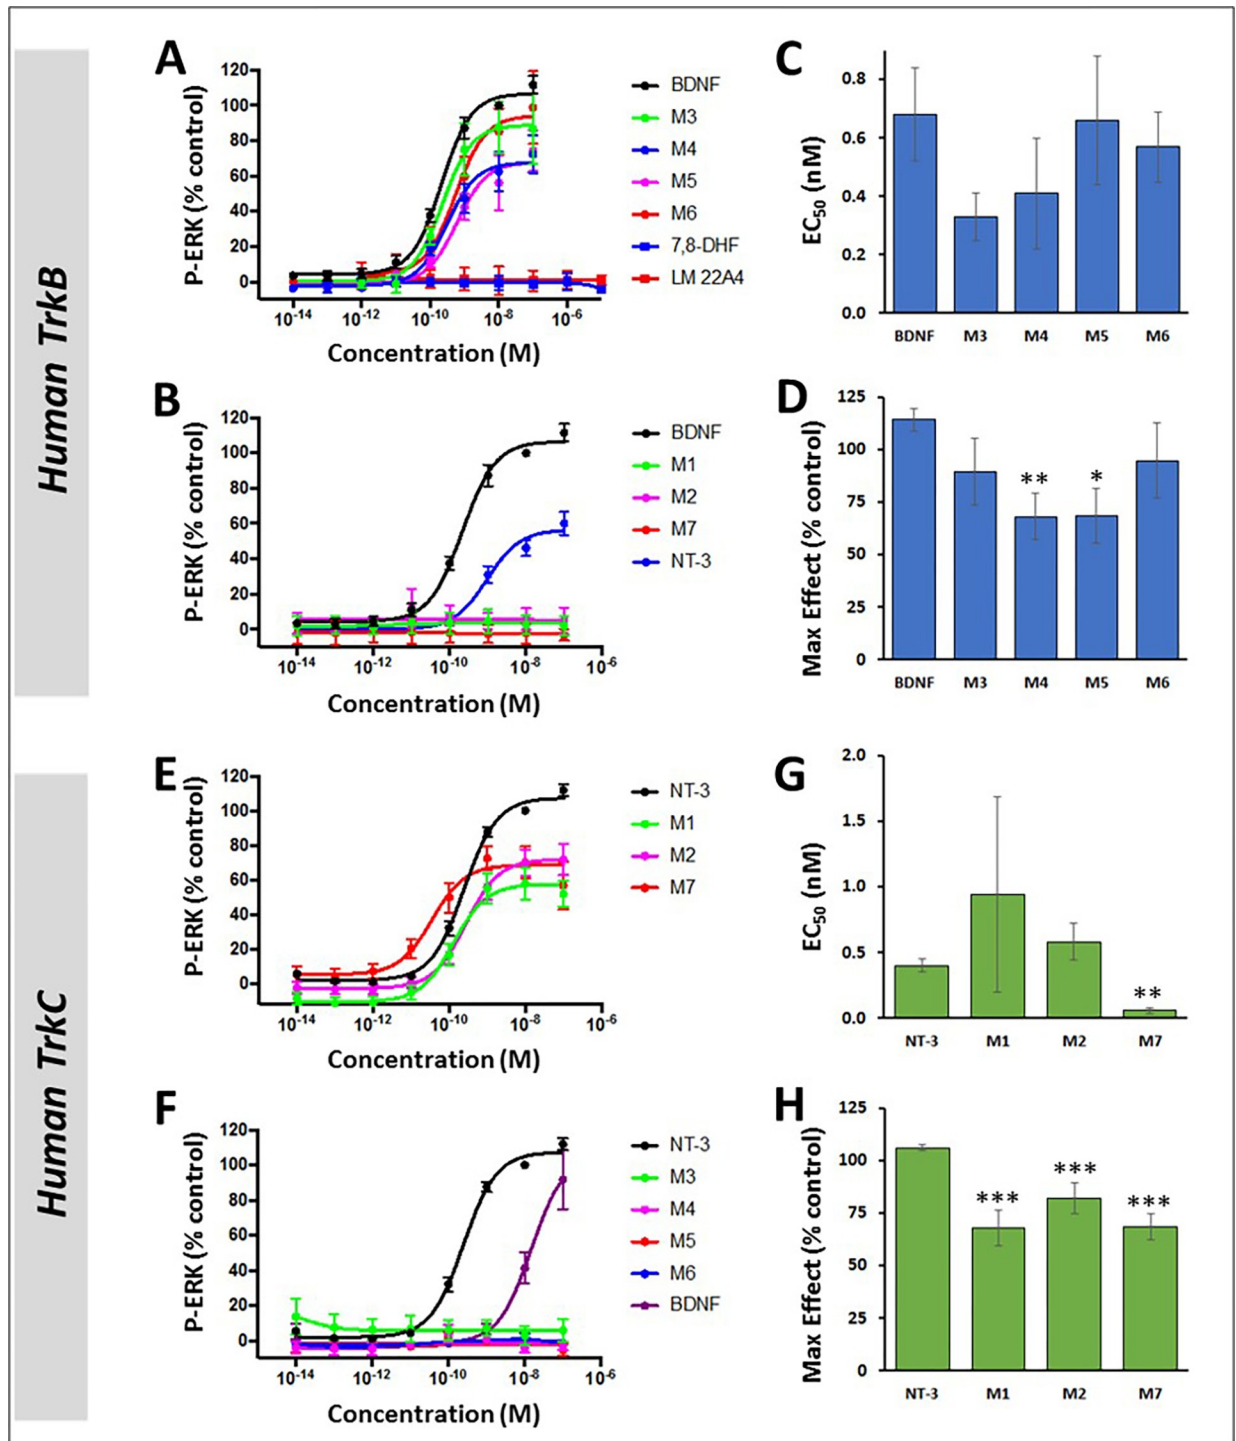 Human TrkB
A
P-ERK (% control)
120
100
80
60
40
20
0
10-14
10-12
10-10
10-8
10-6
Concentration (M)
BDNF
M3
M4
M5
M6
7,8-DHF
LM 22A4
C
EC50 (nM)
0.8
0.6
0.4
0.2
0.0
BDNF M3 M4 M5 M6
B
P-ERK (% control)
120
100
80
60
40
20
0
10-14
10-12
10-10
10-8
10-6
Concentration (M)
BDNF
M1
M2
M7
NT-3
D
Max Effect (% control)
125
100
75
50
25
0
** *
BDNF M3 M4 M5 M6
Human TrkC
E
P-ERK (% control)
120
100
80
60
40
20
0
10-14
10-12
10-10
10-8
10-6
Concentration (M)
NT-3
M1
M2
M7
G
EC50 (nM)
2.0
1.5
1.0
0.5
0.0
**
NT-3 M1 M2 M7
F
P-ERK (% control)
120
100
80
60
40
20
0
10-14
10-12
10-10
10-8
10-6
Concentration (M)
NT-3
M3
M4
M5
M6
BDNF
H
Max Effect (% control)
125
100
75
50
25
0
*** *** ***
NT-3 M1 M2 M7